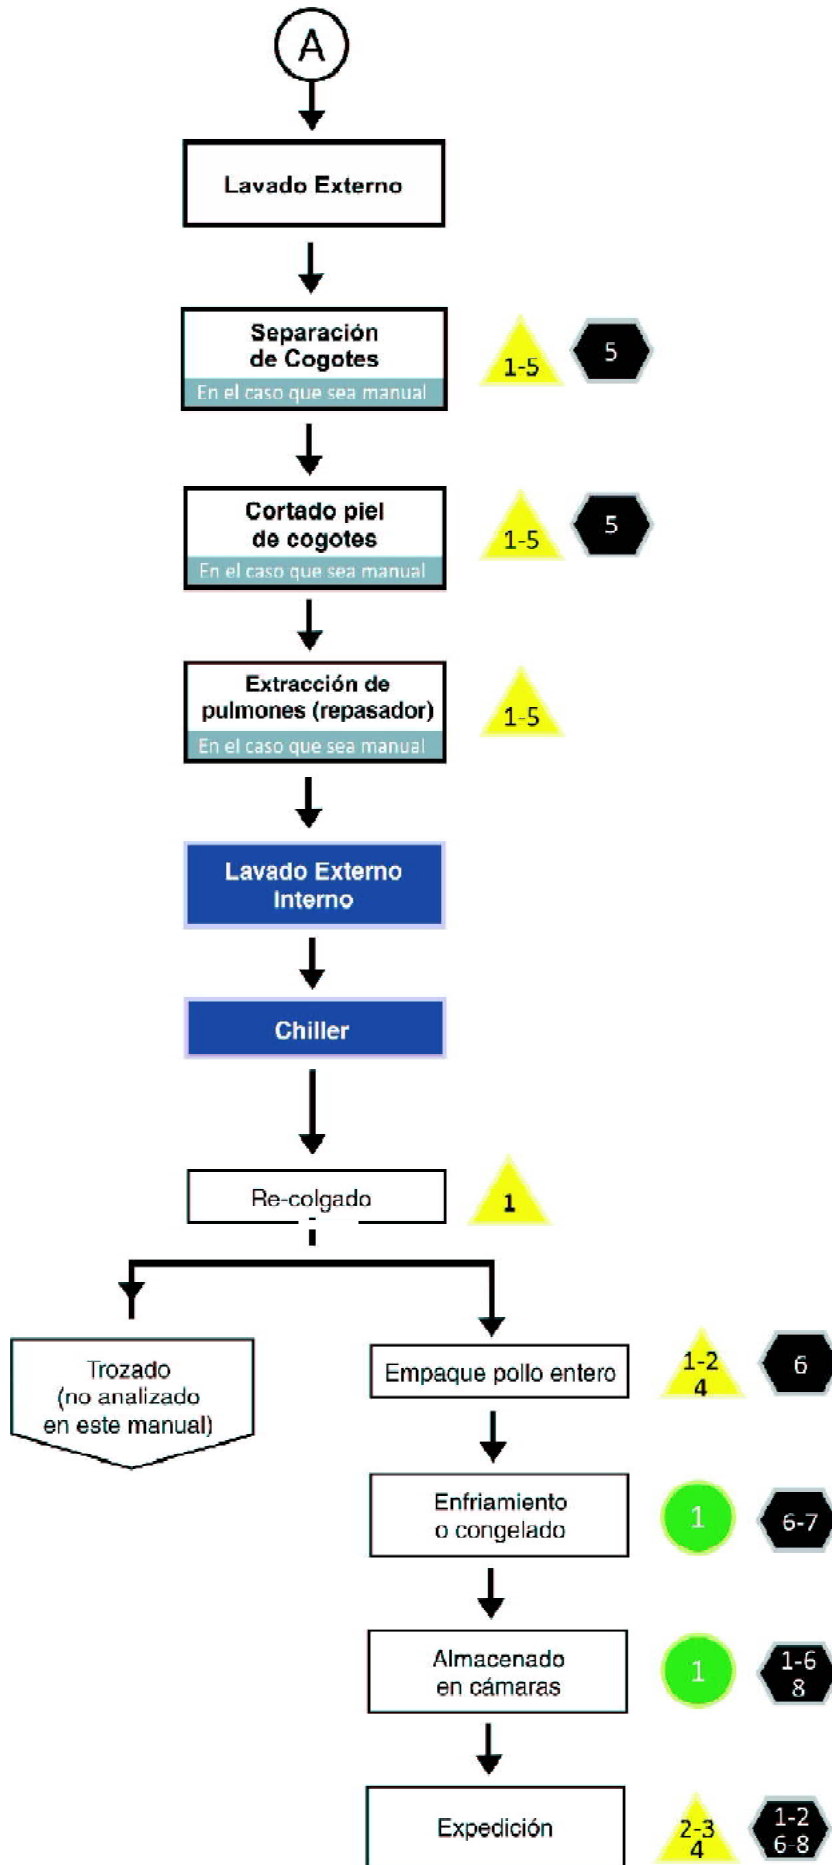 A
Lavado Externo
Separación
de Cogotes
En el caso que sea manual
1-5
5
Cortado piel
de cogotes
En el caso que sea manual
1-5
5
Extracción de
pulmones (repasador)
En el caso que sea manual
1-5
Lavado Externo
Interno
Chiller
Re-colgado
1
Trozado
(no analizado
en este manual)
Empaque pollo entero
1-2
4
6
Enfriamiento
o congelado
1
6-7
Almacenado
en cámaras
1
1-6
8
Expedición
2-3
4
1-2
6-8